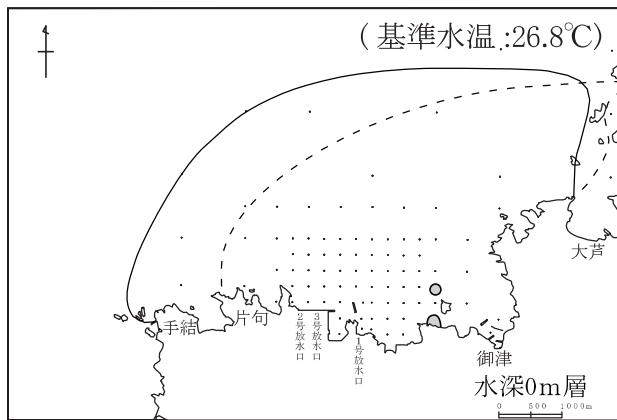 (基準水温:26.8℃)
大芦
手結
片句
2号放水口
3号放水口
1号放水口
御津
水深0m層
0 500 1000m